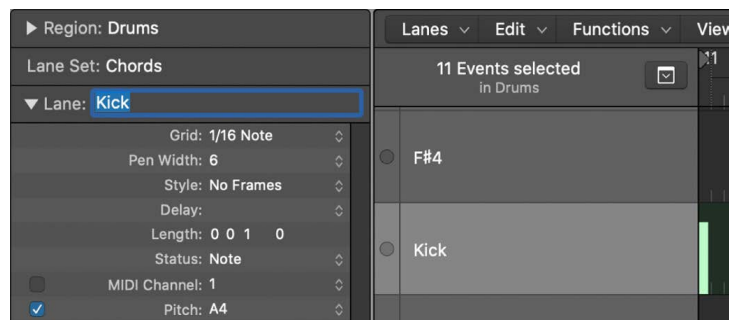 Region: Drums
Lane Set: Chords
Lane: Kick
Grid: 1/16 Note
Pen Width: 6
Style: No Frames
Delay:
Length: 0 0 1 0
Status: Note
MIDI Channel: 1
Pitch: A4
Lanes Edit Functions View
11 Events selected
in Drums
11
F#4
Kick